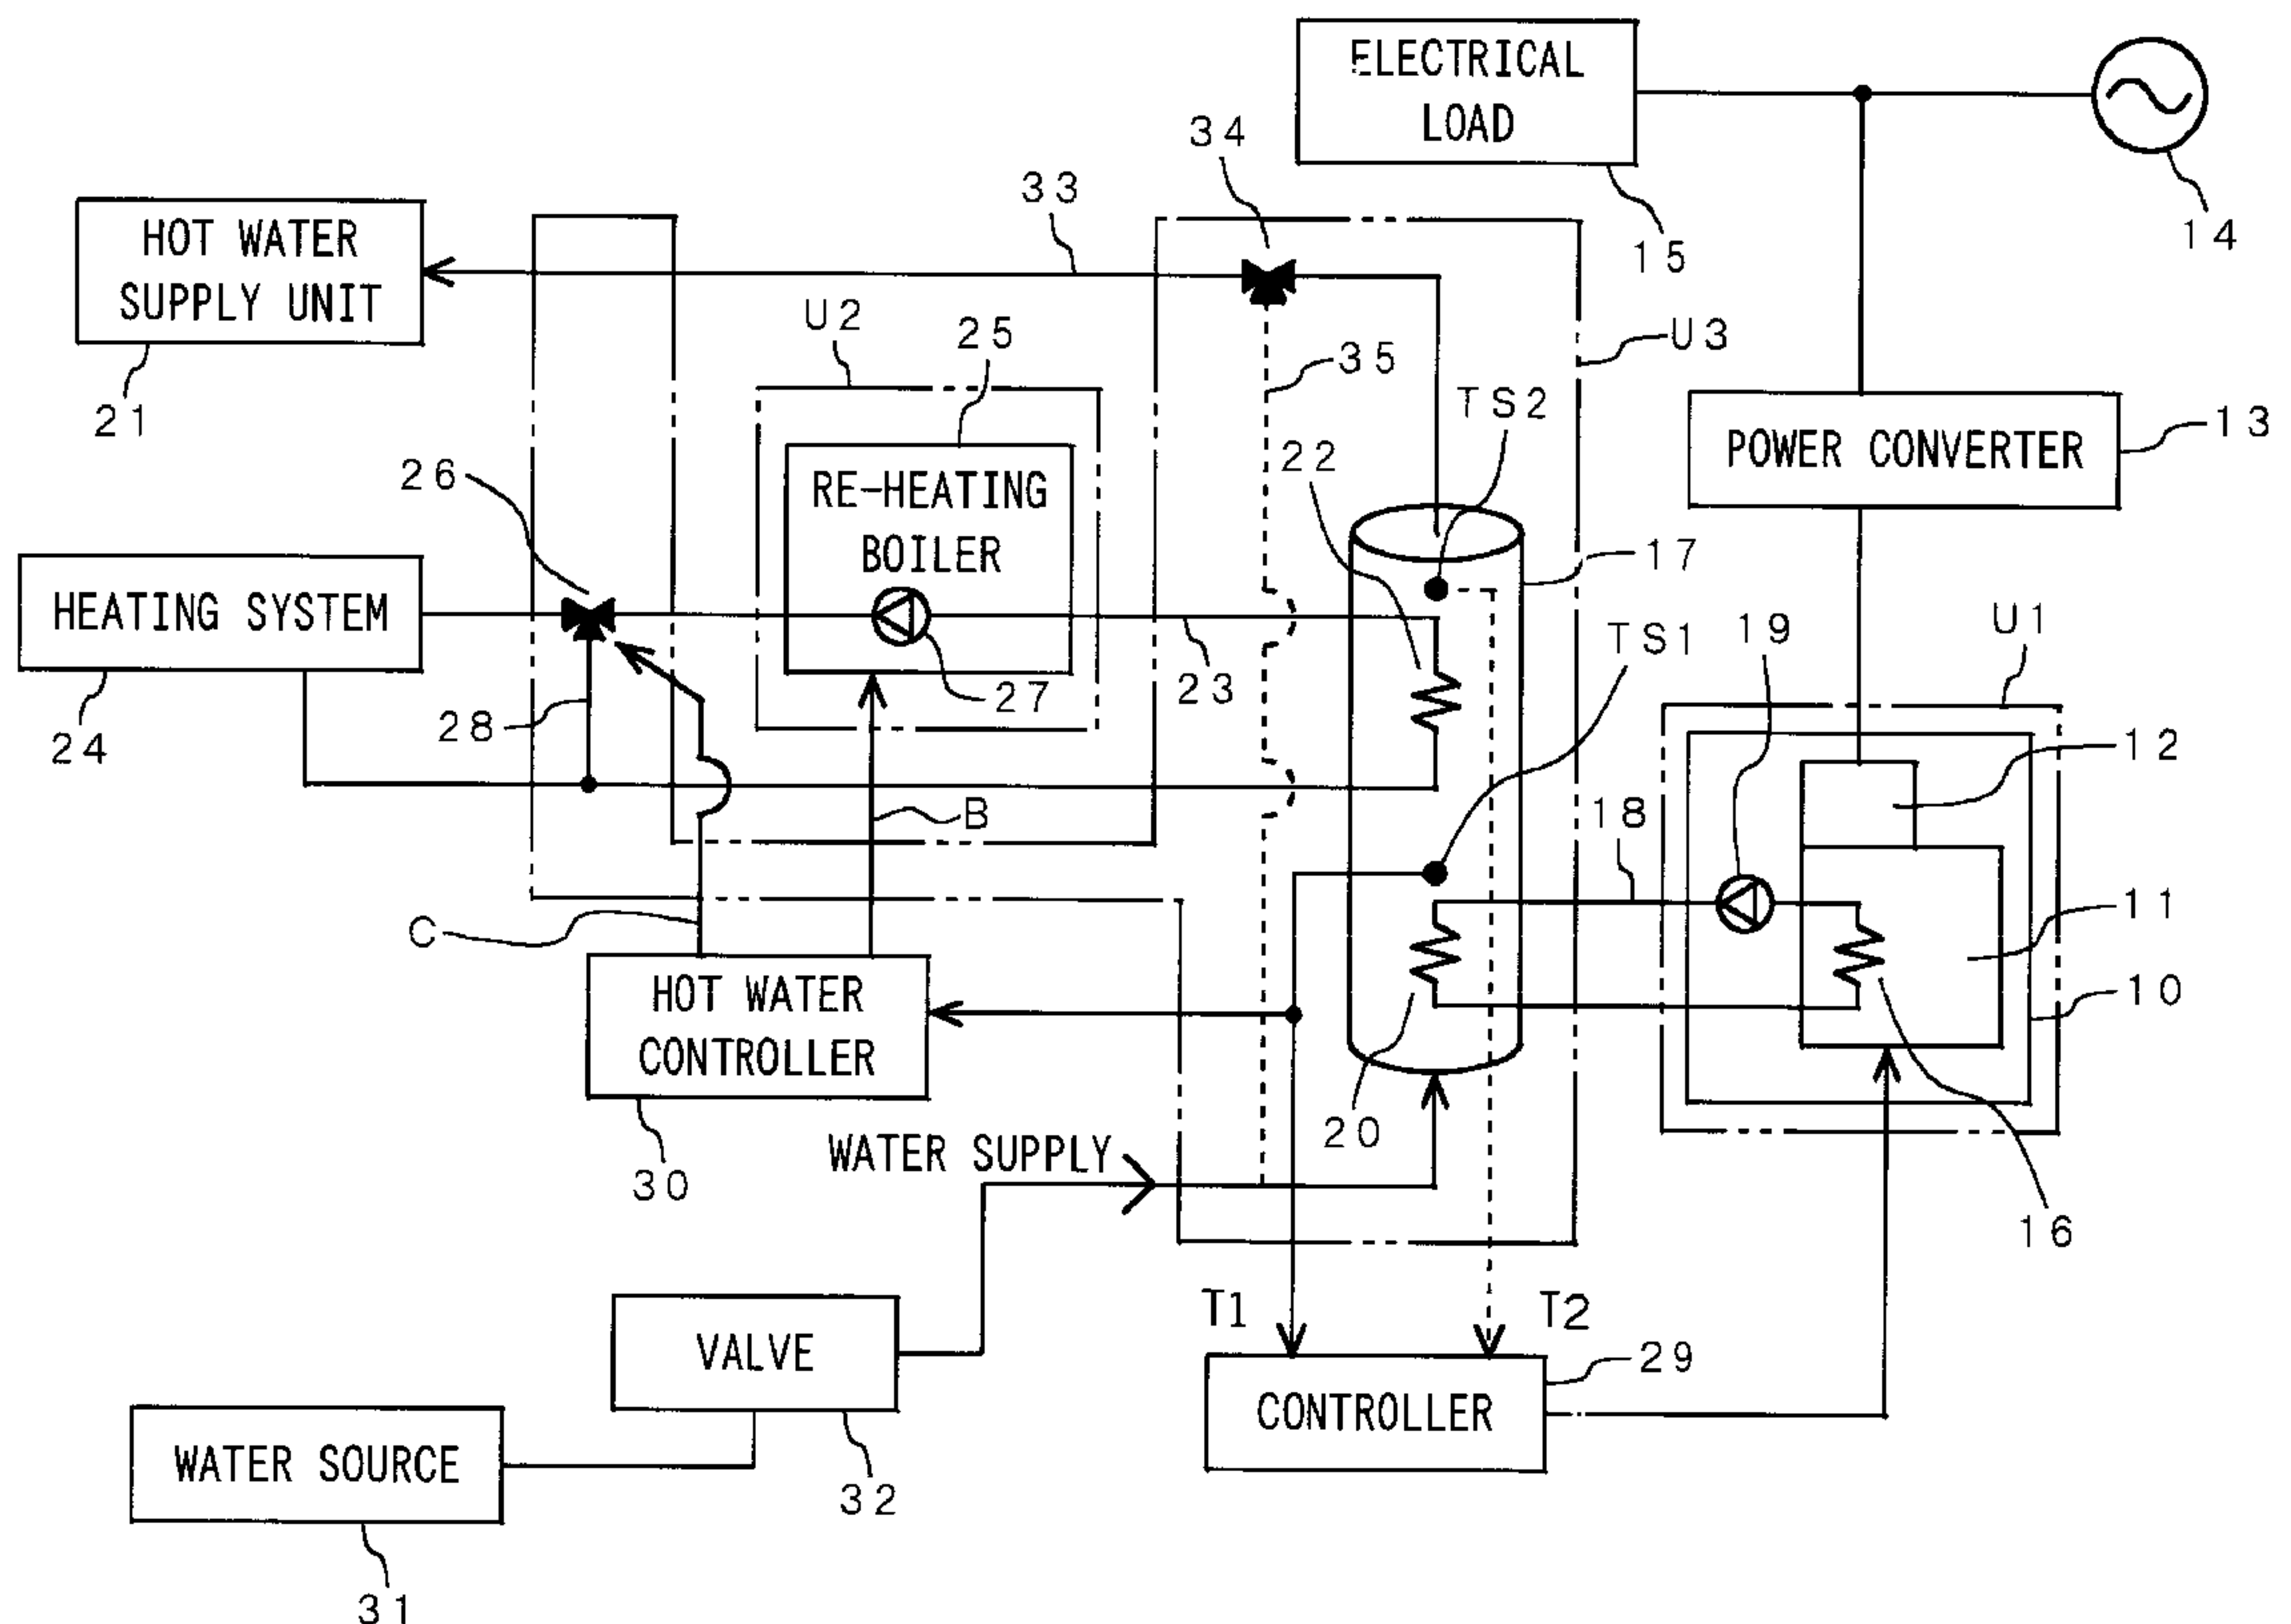 ELECTRICAL
LOAD
34
33
15
14
HOT WATER
SUPPLY UNIT
U2
25
U3
35
21
TS2
13
POWER CONVERTER
26
22
RE-HEATING
BOILER
17
HEATING SYSTEM
TS1
19
U1
27
23
28
24
12
B
18
C
11
HOT WATER
CONTROLLER
10
20
WATER SUPPLY
30
16
T1
T2
VALVE
29
CONTROLLER
WATER SOURCE
32
31